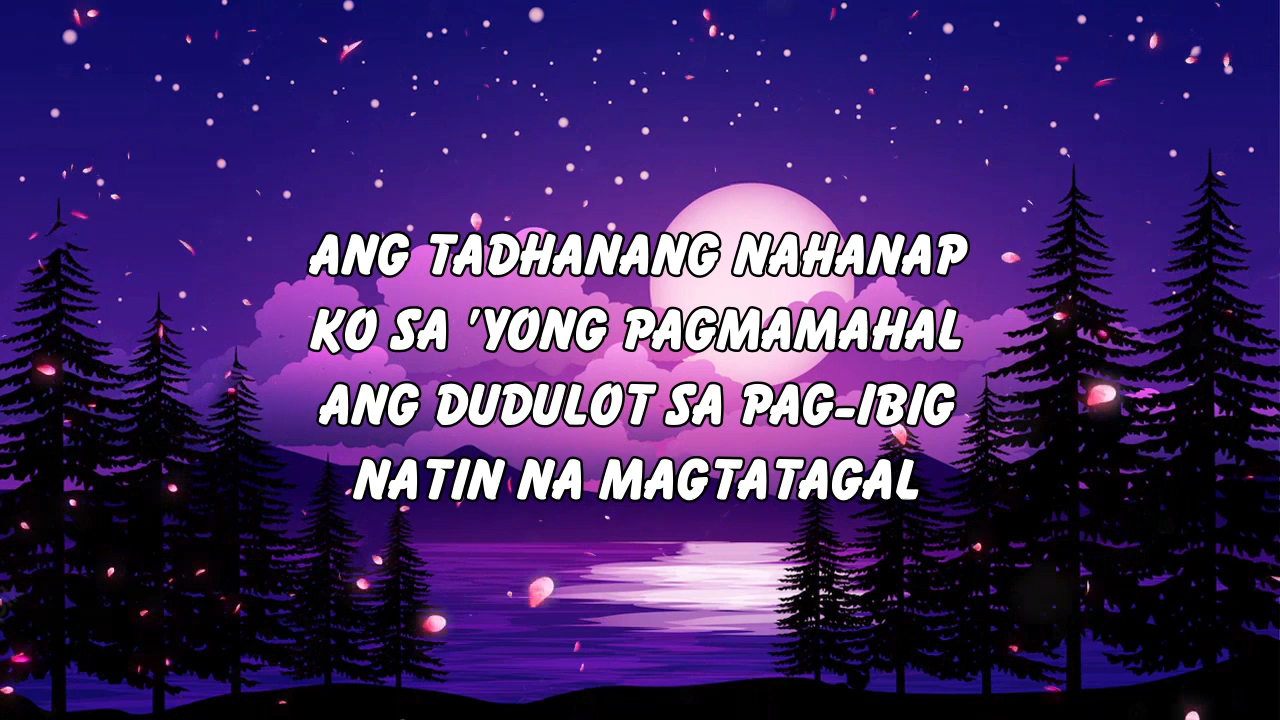 ANG TADHANANG NAHANAP
KO SA 'YONG PAGMAMAHAL
ANG DUDULOT SA PAG-IBIG
NATIN NA MAGTATAGAL